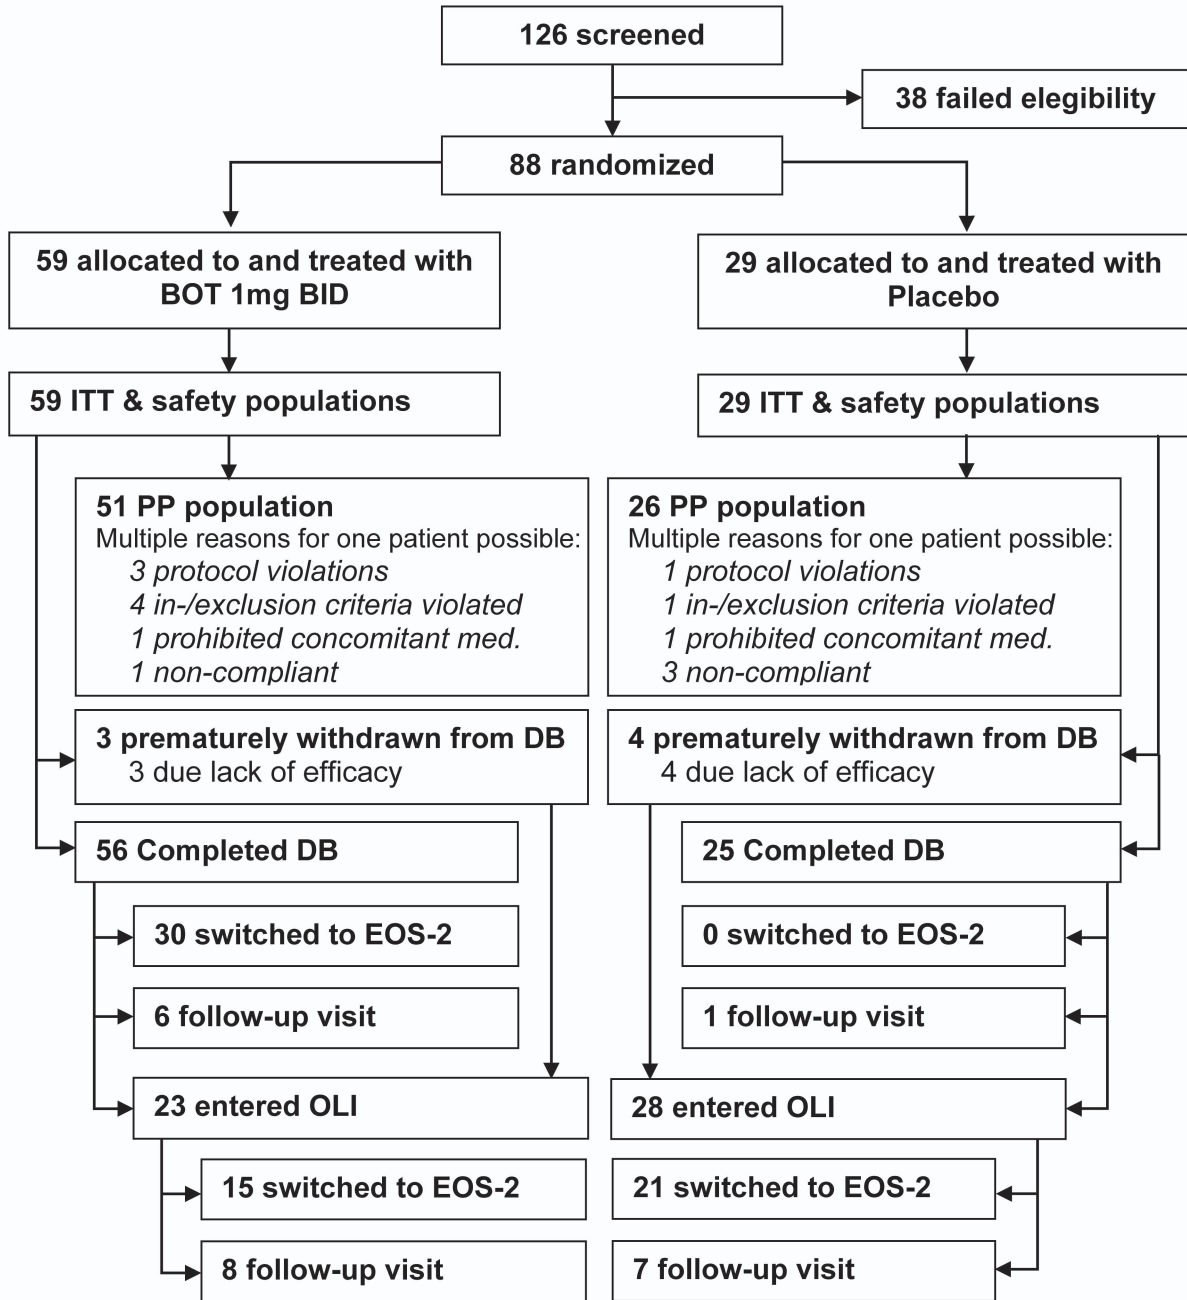 126 screened
38 failed elegibility
88 randomized
59 allocated to and treated with
BOT 1mg BID
29 allocated to and treated with
Placebo
59 ITT & safety populations
29 ITT & safety populations
51 PP population
Multiple reasons for one patient possible:
3 protocol violations
4 in-/exclusion criteria violated
1 prohibited concomitant med.
1 non-compliant
26 PP population
Multiple reasons for one patient possible:
1 protocol violations
1 in-/exclusion criteria violated
1 prohibited concomitant med.
3 non-compliant
3 prematurely withdrawn from DB
3 due lack of efficacy
4 prematurely withdrawn from DB
4 due lack of efficacy
56 Completed DB
25 Completed DB
30 switched to EOS-2
0 switched to EOS-2
6 follow-up visit
1 follow-up visit
23 entered OLI
28 entered OLI
15 switched to EOS-2
21 switched to EOS-2
8 follow-up visit
7 follow-up visit